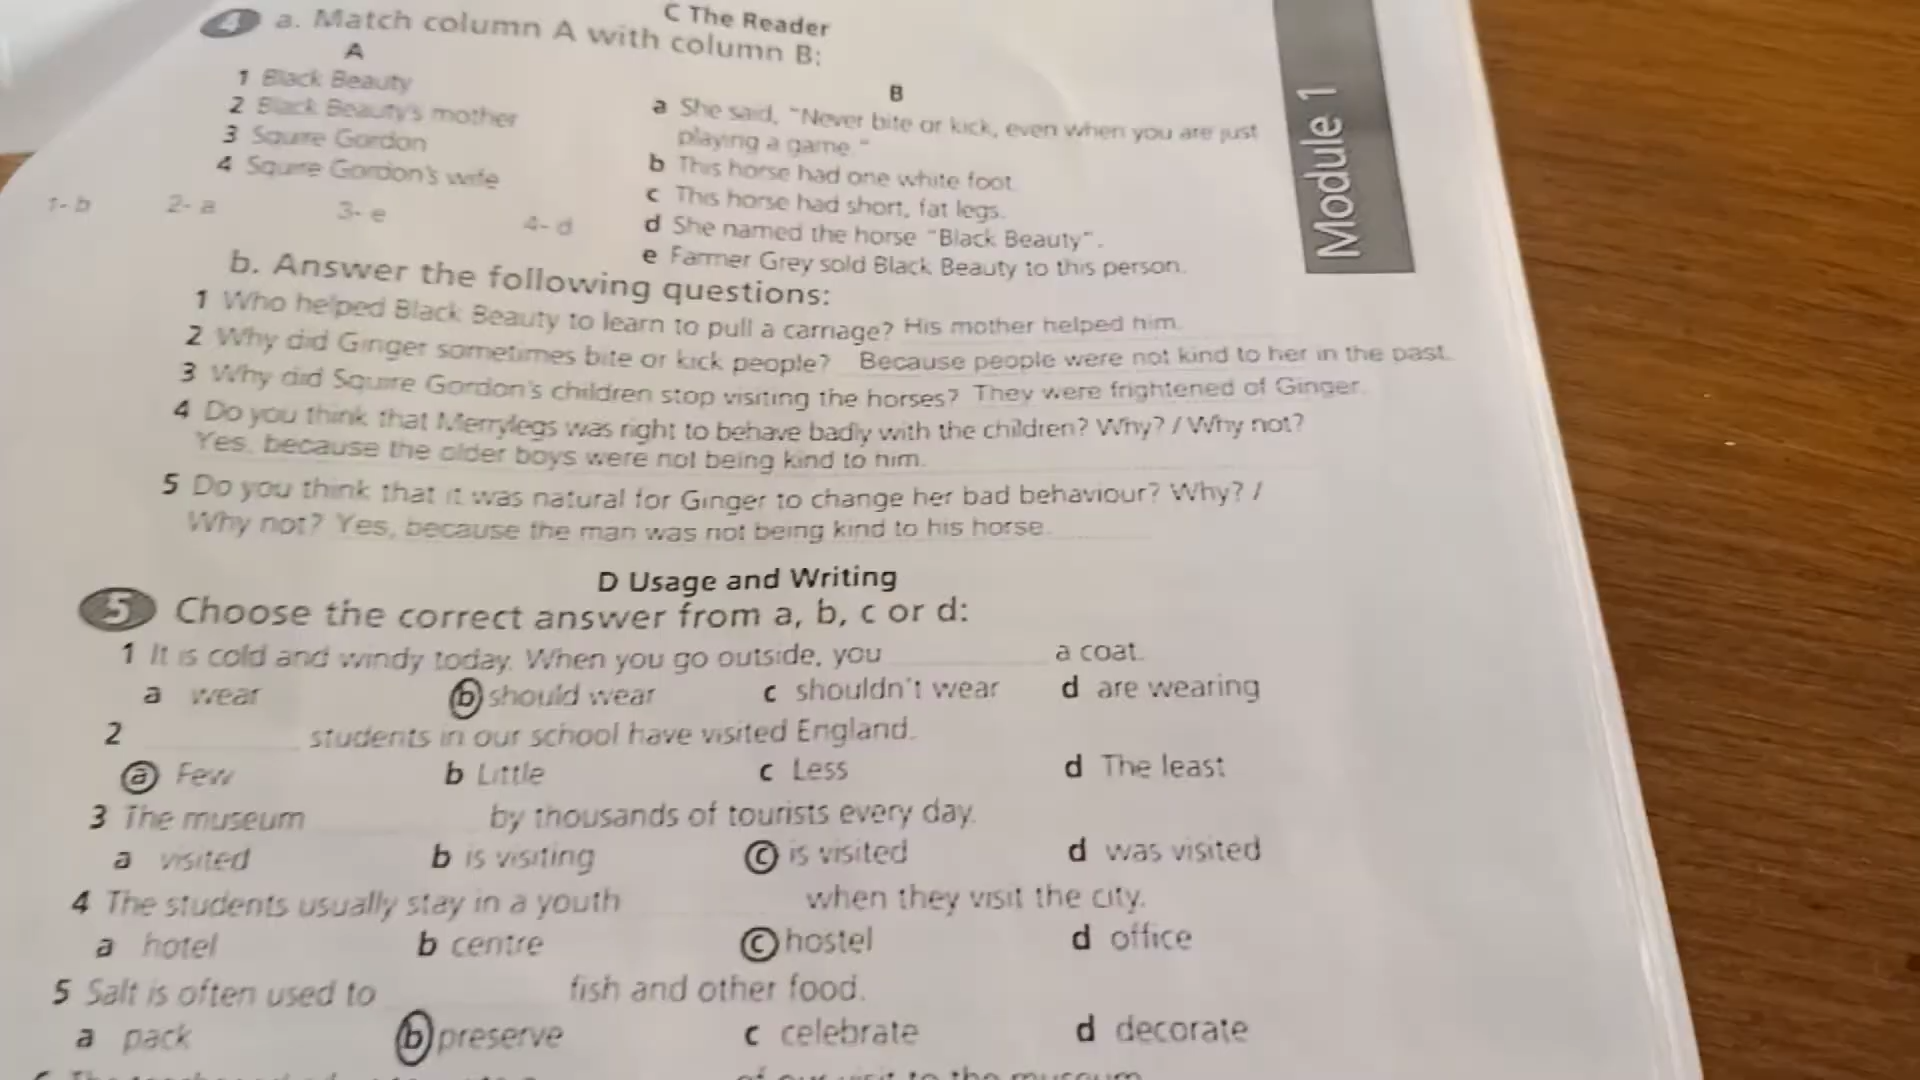 C The Reader
4 a. Match column A with column B:
A
1 Black Beauty
2 Black Beauty's mother
3 Squire Gordon
4 Squire Gordon's wife
B
a She said, "Never bite or kick, even when you are just
playing a game."
b This horse had one white foot.
c This horse had short, fat legs.
d She named the horse "Black Beauty".
e Farmer Grey sold Black Beauty to this person.
1- b 2- a 3- e 4- d
Module 1
b. Answer the following questions:
1 Who helped Black Beauty to learn to pull a carriage? His mother helped him.
2 Why did Ginger sometimes bite or kick people? Because people were not kind to her in the past.
3 Why did Squire Gordon's children stop visiting the horses? They were frightened of Ginger.
4 Do you think that Merrylegs was right to behave badly with the children? Why? / Why not?
Yes, because the older boys were not being kind to him.
5 Do you think that it was natural for Ginger to change her bad behaviour? Why? /
Why not? Yes, because the man was not being kind to his horse.
D Usage and Writing
5 Choose the correct answer from a, b, c or d:
1 It is cold and windy today. When you go outside, you a coat.
a wear b should wear c shouldn't wear d are wearing
2 students in our school have visited England.
a Few b Little c Less d The least
3 The museum by thousands of tourists every day.
a visited b is visiting c is visited d was visited
4 The students usually stay in a youth when they visit the city.
a hotel b centre c hostel d office
5 Salt is often used to fish and other food.
a pack b preserve c celebrate d decorate
of our visit to the museum